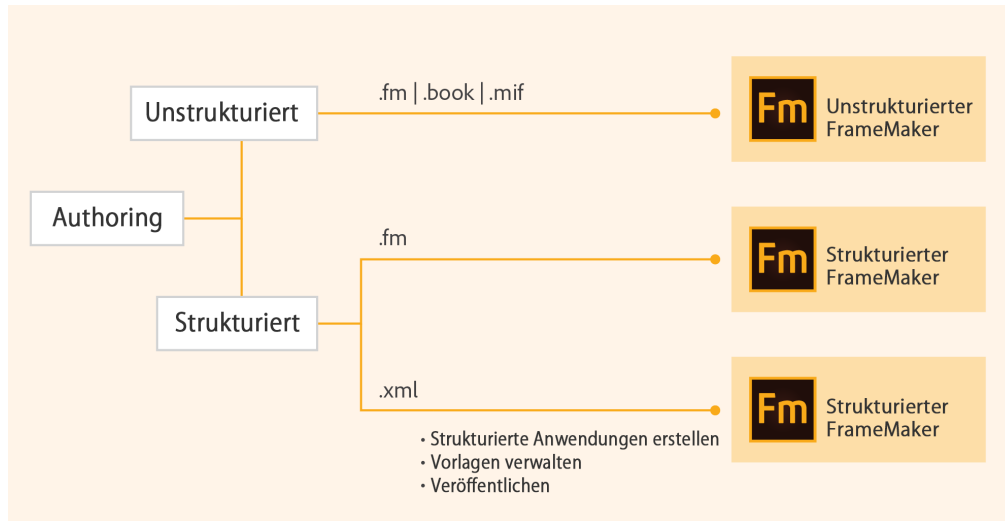 Authoring
Unstrukturiert
.fm | .book | .mif
Fm
Unstrukturierter
FrameMaker
Strukturiert
.fm
Fm
Strukturierter
FrameMaker
.xml
• Strukturierte Anwendungen erstellen
• Vorlagen verwalten
• Veröffentlichen
Fm
Strukturierter
FrameMaker